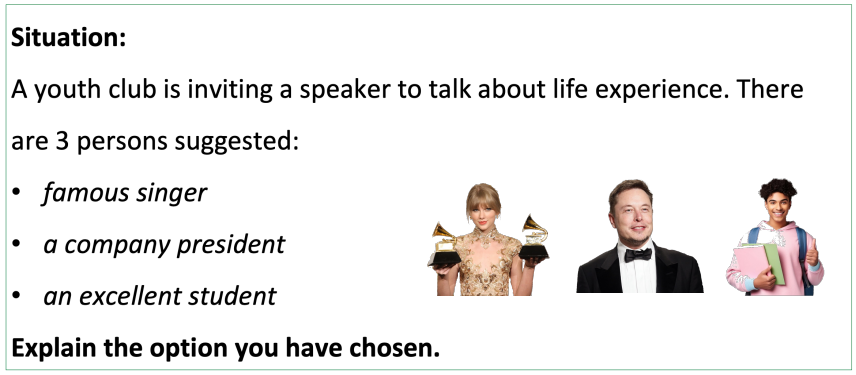 Situation:
A youth club is inviting a speaker to talk about life experience. There
are 3 persons suggested:
• famous singer
• a company president
• an excellent student
Explain the option you have chosen.